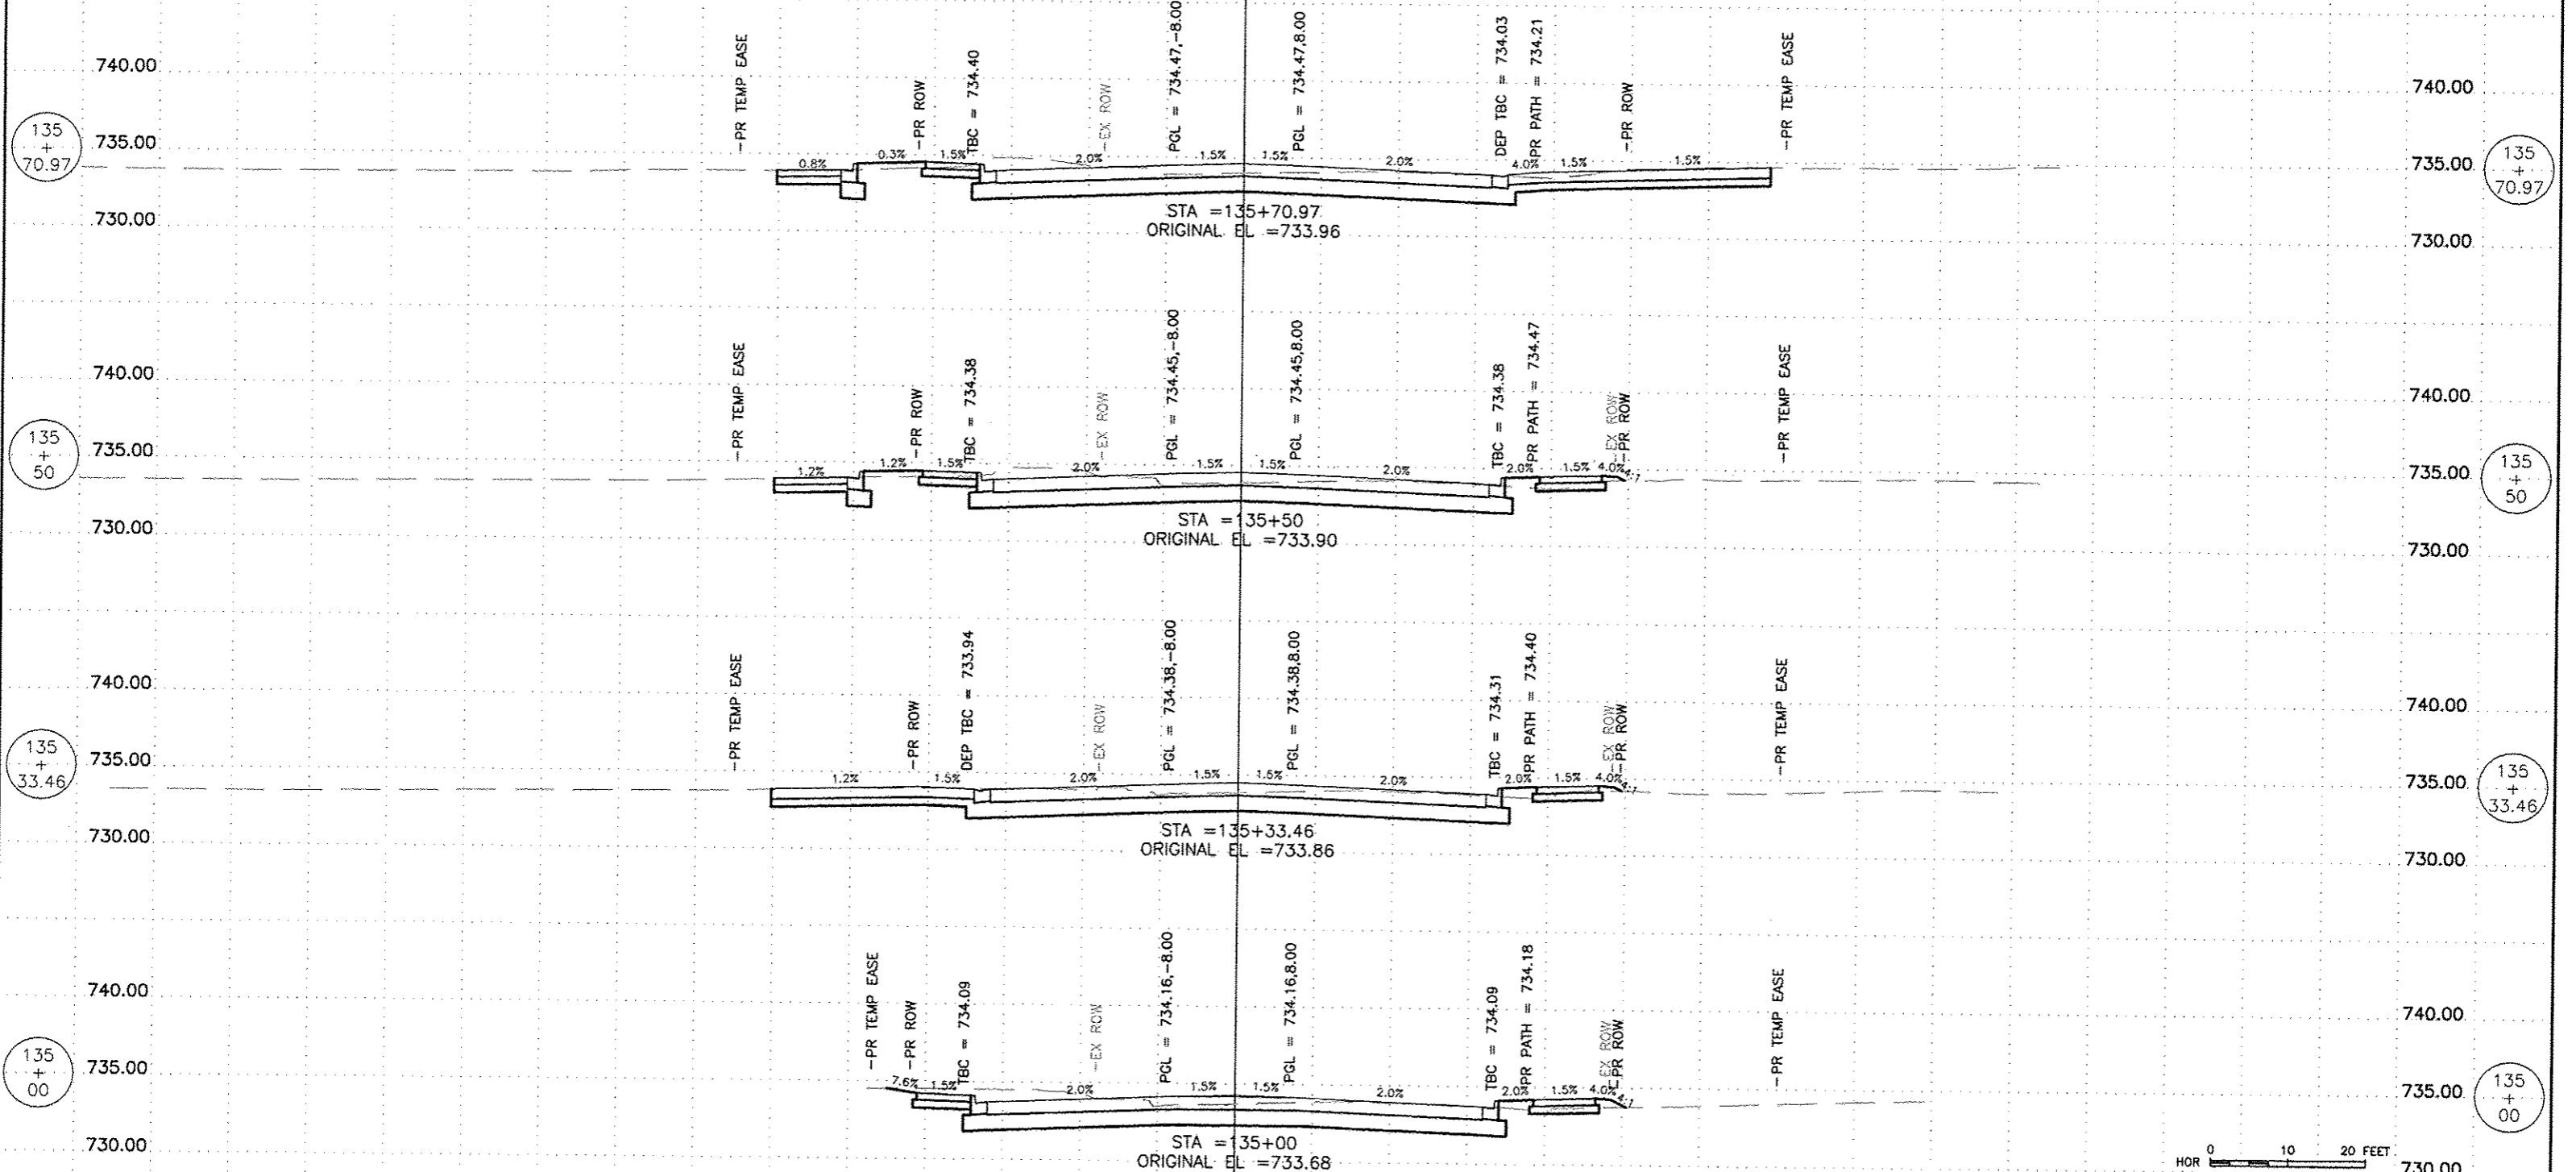 -PR TEMP EASE
-PR ROW
TBC = 734.40
-EX ROW
PGL = 734.47,-8.00
PGL = 734.47,8.00
DEP TBC = 734.03
PR PATH = 734.21
-PR ROW
-PR TEMP EASE
740.00 740.00
735.00 735.00
730.00 730.00
135 + 70.97
135 + 70.97
0.8% 0.3% 1.5% 2.0% 1.5% 1.5% 2.0% 4.0% 1.5% 1.5%
STA =135+70.97
ORIGINAL EL =733.96
-PR TEMP EASE
-PR ROW
TBC = 734.38
-EX ROW
PGL = 734.45,-8.00
PGL = 734.45,8.00
TBC = 734.38
PR PATH = 734.47
-EX ROW
-PR ROW
-PR TEMP EASE
740.00 740.00
735.00 735.00
730.00 730.00
135 + 50
135 + 50
1.2% 1.2% 1.5% 2.0% 1.5% 1.5% 2.0% 2.0% 1.5% 4.0%
STA =135+50
ORIGINAL EL =733.90
-PR TEMP EASE
-PR ROW
DEP TBC = 733.94
-EX ROW
PGL = 734.38,-8.00
PGL = 734.38,8.00
TBC = 734.31
PR PATH = 734.40
-EX ROW
-PR ROW
-PR TEMP EASE
740.00 740.00
735.00 735.00
730.00 730.00
135 + 33.46
135 + 33.46
1.2% 1.5% 2.0% 1.5% 1.5% 2.0% 2.0% 1.5% 4.0%
STA =135+33.46
ORIGINAL EL =733.86
-PR TEMP EASE
-PR ROW
TBC = 734.09
-EX ROW
PGL = 734.16,-8.00
PGL = 734.16,8.00
TBC = 734.09
PR PATH = 734.18
-EX ROW
-PR ROW
-PR TEMP EASE
740.00 740.00
735.00 735.00
730.00 730.00
135 + 00
135 + 00
7.6% 1.5% 2.0% 1.5% 1.5% 2.0% 2.0% 1.5% 4.0%
STA =135+00
ORIGINAL EL =733.68
HOR 0 10 20 FEET